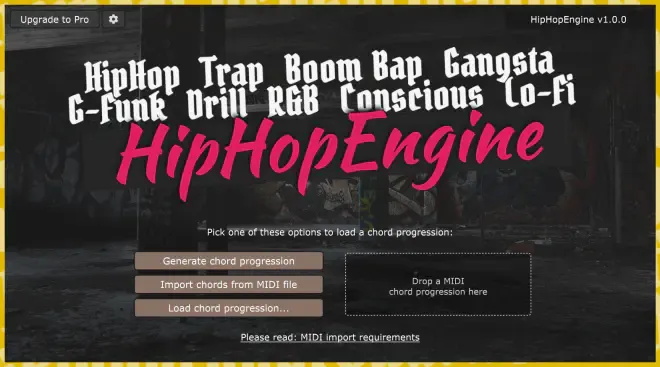 Upgrade to Pro
HipHopEngine v1.0.0
HipHop Trap Boom Bap Gangsta
G-Funk Drill R&B Conscious Lo-Fi
HipHopEngine
Pick one of these options to load a chord progression:
Generate chord progression
Import chords from MIDI file
Load chord progression...
Drop a MIDI
chord progression here
Please read: MIDI import requirements